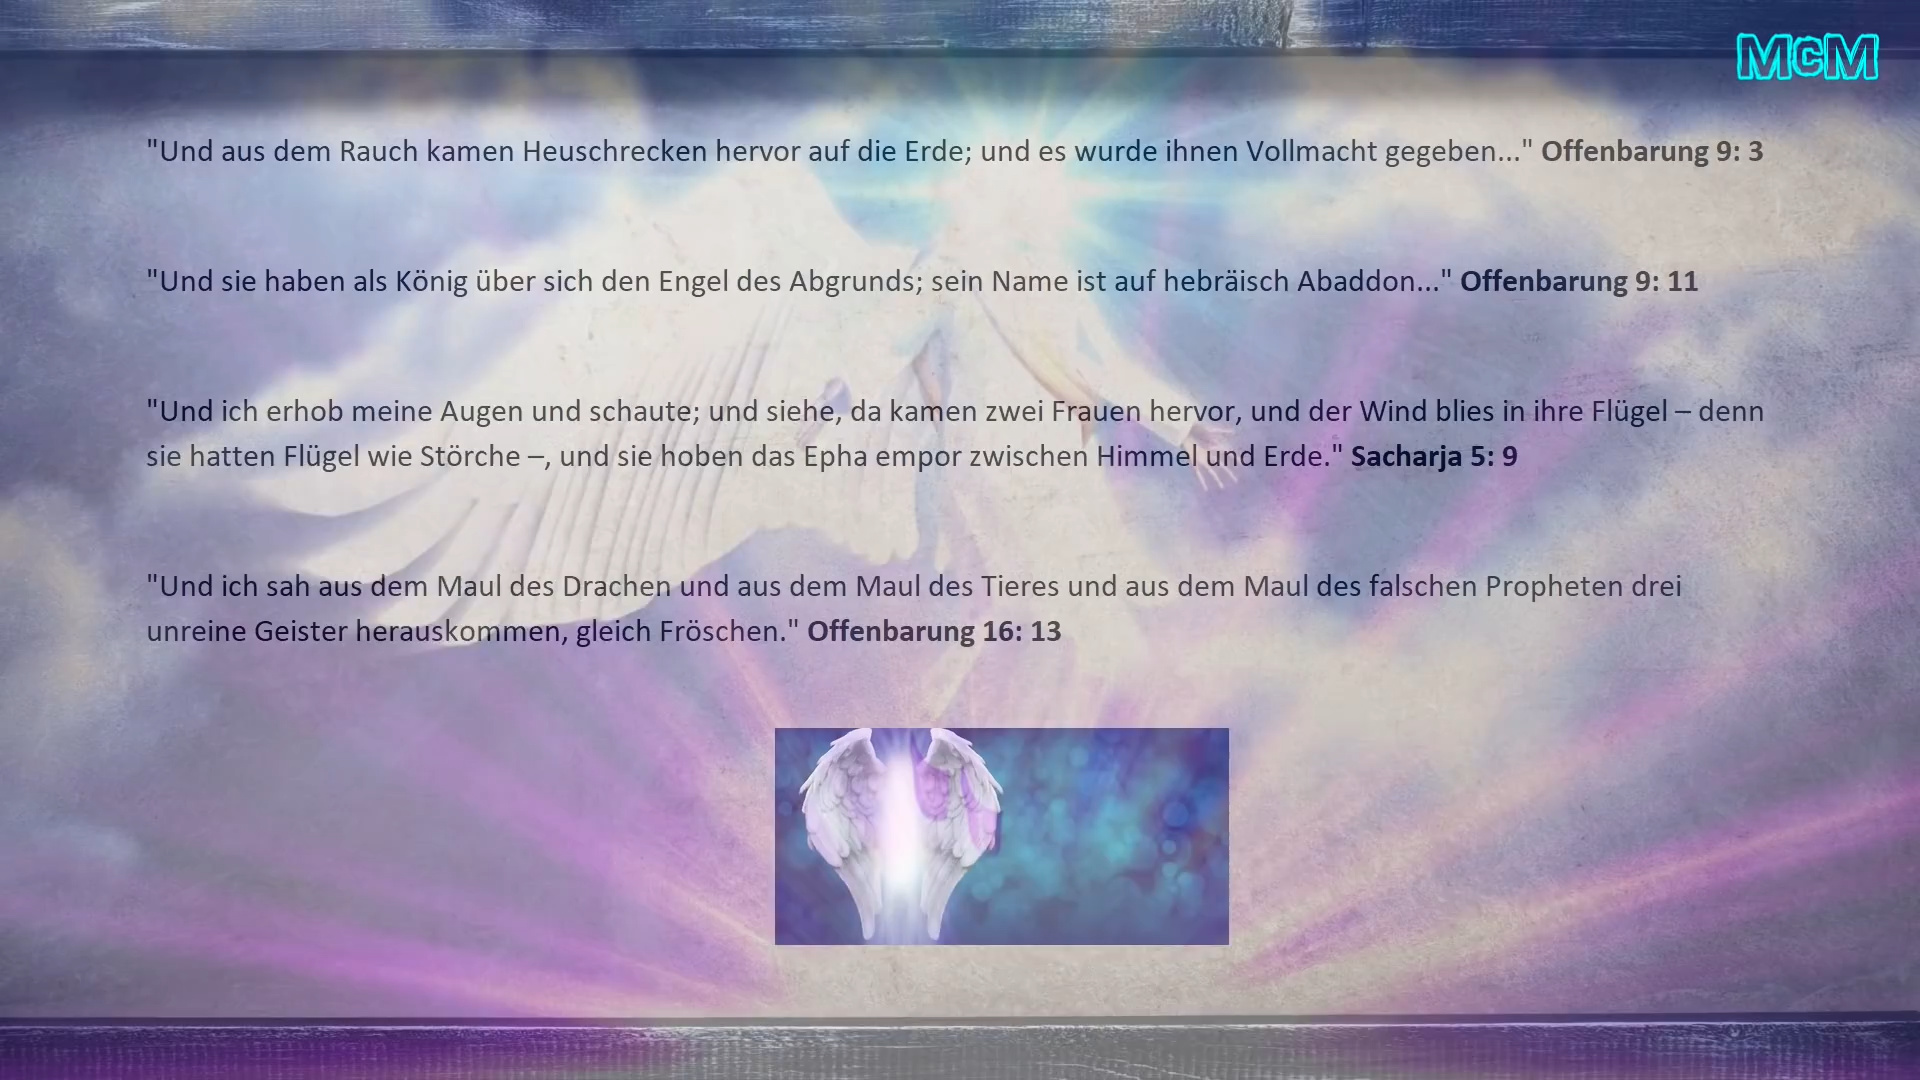 McM
"Und aus dem Rauch kamen Heuschrecken hervor auf die Erde; und es wurde ihnen Vollmacht gegeben..." Offenbarung 9: 3
"Und sie haben als König über sich den Engel des Abgrunds; sein Name ist auf hebräisch Abaddon..." Offenbarung 9: 11
"Und ich erhob meine Augen und schaute; und siehe, da kamen zwei Frauen hervor, und der Wind blies in ihre Flügel – denn
sie hatten Flügel wie Störche –, und sie hoben das Epha empor zwischen Himmel und Erde." Sacharja 5: 9
"Und ich sah aus dem Maul des Drachen und aus dem Maul des Tieres und aus dem Maul des falschen Propheten drei
unreine Geister herauskommen, gleich Fröschen." Offenbarung 16: 13